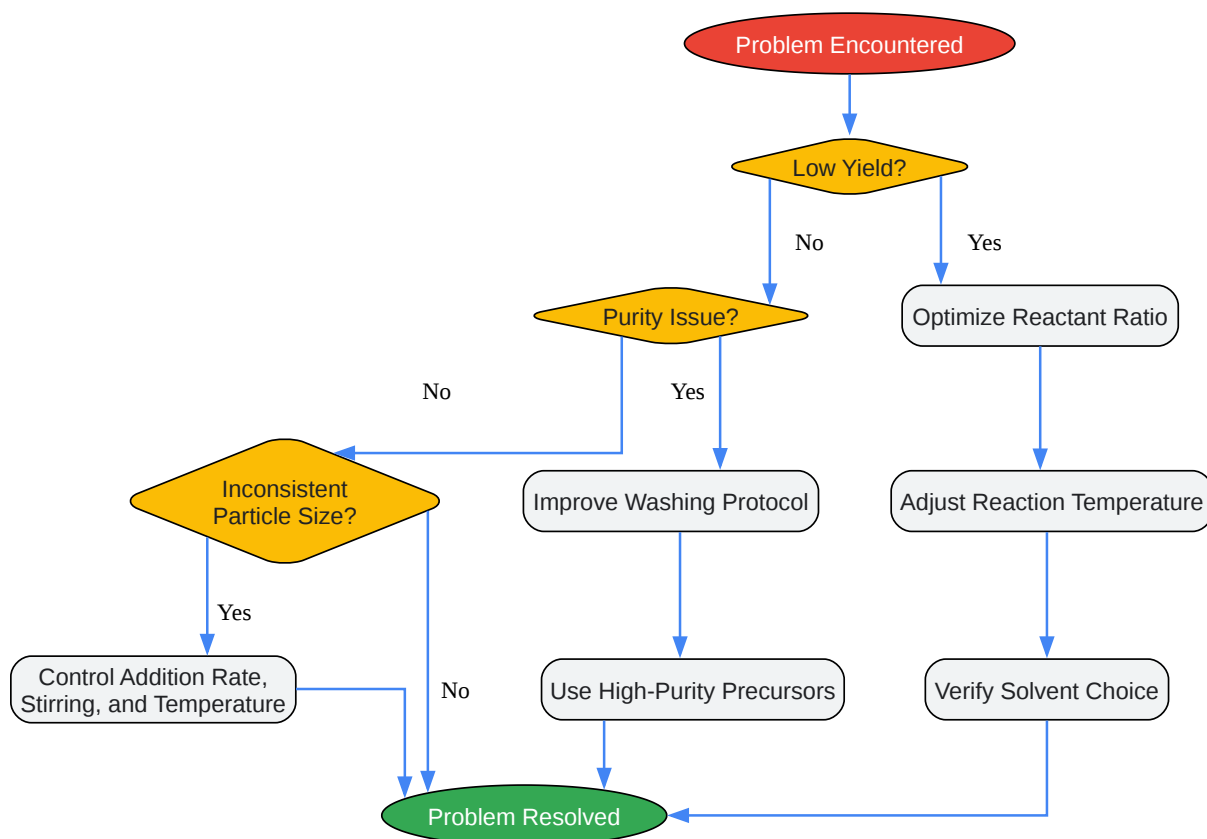 Problem Encountered
Low Yield?
No
Yes
Purity Issue?
Optimize Reactant Ratio
No
Yes
Inconsistent
Particle Size?
Improve Washing Protocol
Adjust Reaction Temperature
Yes
Control Addition Rate,
Stirring, and Temperature
No
Use High-Purity Precursors
Verify Solvent Choice
Problem Resolved